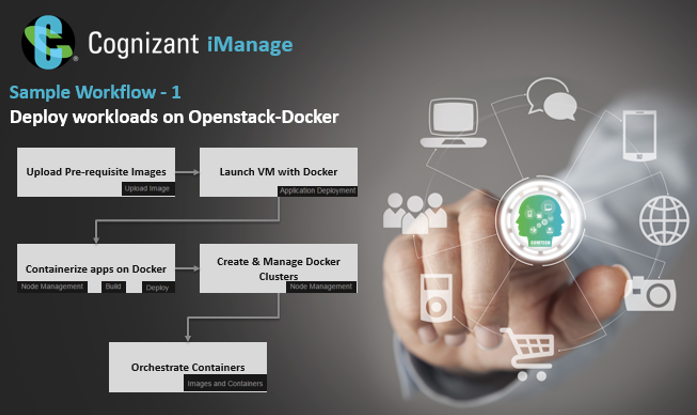 Cognizant iManage
Sample Workflow - 1
Deploy workloads on Openstack-Docker
Upload Pre-requisite Images
Upload Image
Launch VM with Docker
Application Deployment
Containerize apps on Docker
Node Management
Build
Deploy
Create & Manage Docker
Clusters
Node Management
Orchestrate Containers
Images and Containers